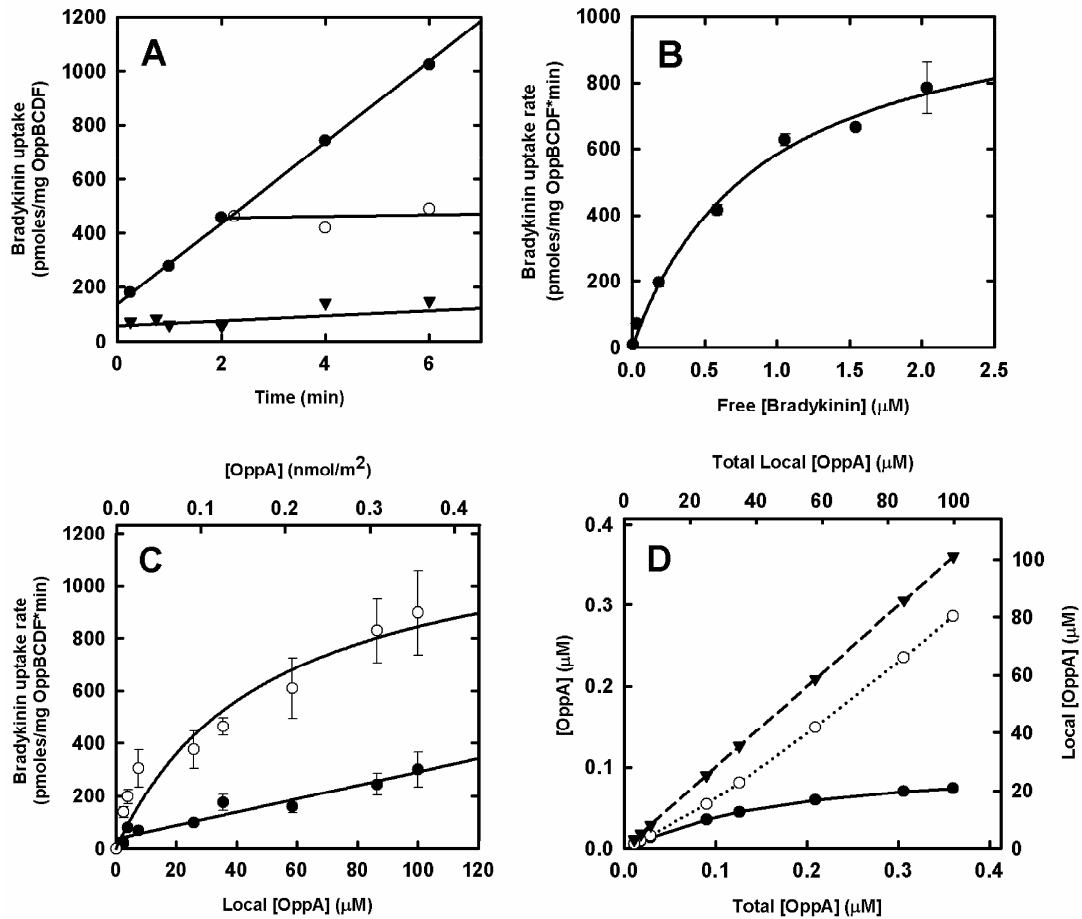 A
Bradykinin uptake
(pmoles/mg OppBCDF)
1200
1000
800
600
400
200
0
0 2 4 6
Time (min)
B
Bradykinin uptake rate
(pmoles/mg OppBCDF*min)
1000
800
600
400
200
0
0.0 0.5 1.0 1.5 2.0 2.5
Free [Bradykinin] (μM)
[OppA] (nmol/m2)
0.0 0.1 0.2 0.3 0.4
C
Bradykinin uptake rate
(pmoles/mg OppBCDF*min)
1200
1000
800
600
400
200
0
0 20 40 60 80 100 120
Local [OppA] (μM)
Total Local [OppA] (μM)
0 20 40 60 80 100
D
[OppA] (μM)
0.4
0.3
0.2
0.1
0.0
100
80
60
40
20
0
Local [OppA] (μM)
0.0 0.1 0.2 0.3 0.4
Total [OppA] (μM]